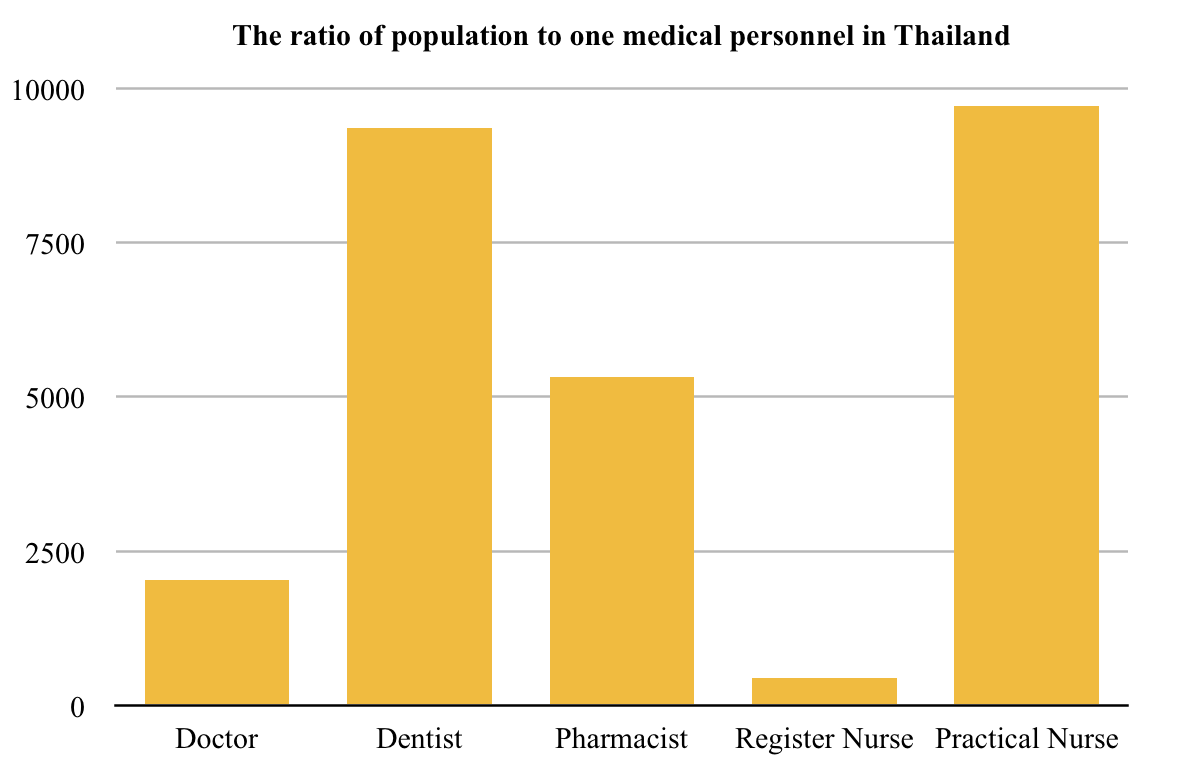 The ratio of population to one medical personnel in Thailand
10000
7500
5000
2500
0
Doctor Dentist Pharmacist Register Nurse Practical Nurse